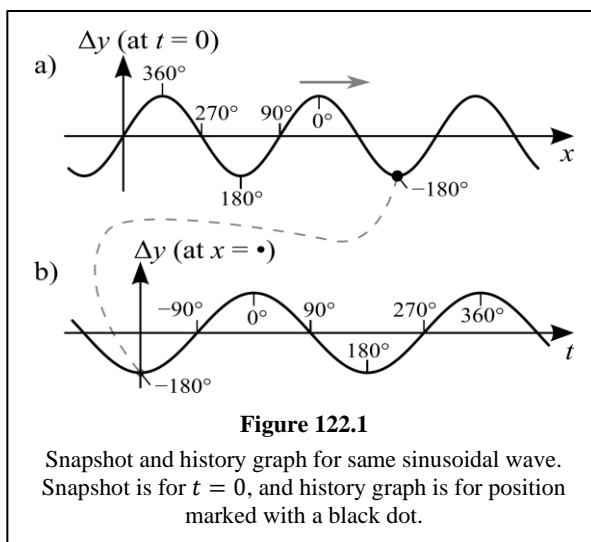 Δy (at t = 0)
a)
360°
270°
90°
0°
x
180°
−180°
Δy (at x = •)
b)
−90°
0°
90°
270°
360°
t
180°
−180°
Figure 122.1
Snapshot and history graph for same sinusoidal wave.
Snapshot is for t = 0, and history graph is for position
marked with a black dot.